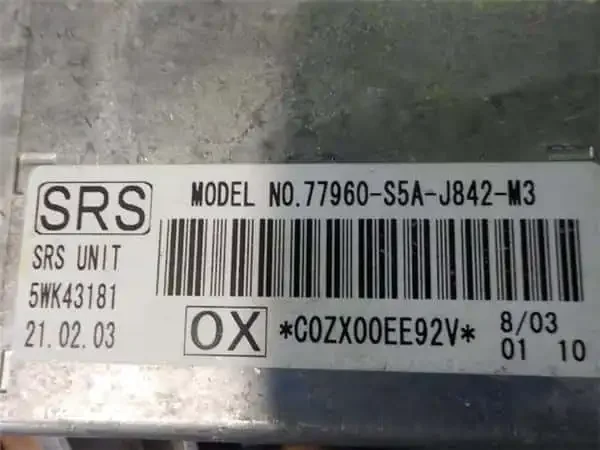 SRS
MODEL NO.77960-S5A-J842-M3
SRS UNIT
5WK43181
21.02.03
OX
*C0ZX00EE92V*
8/03
01 10